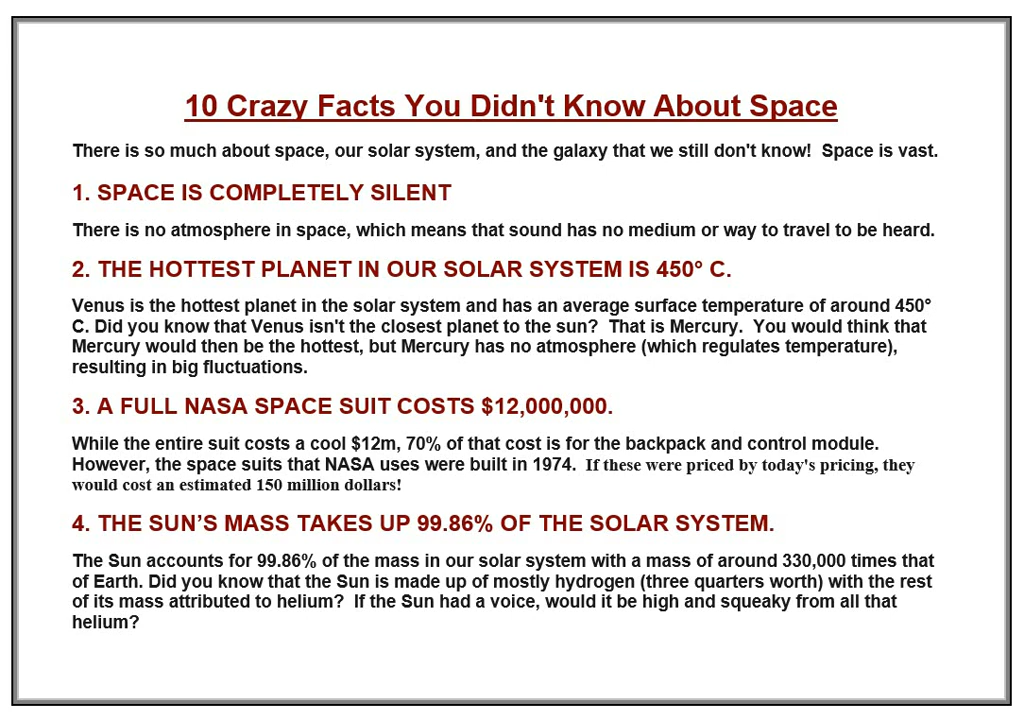 10 Crazy Facts You Didn't Know About Space
There is so much about space, our solar system, and the galaxy that we still don't know!  Space is vast.
1. SPACE IS COMPLETELY SILENT
There is no atmosphere in space, which means that sound has no medium or way to travel to be heard.
2. THE HOTTEST PLANET IN OUR SOLAR SYSTEM IS 450° C.
Venus is the hottest planet in the solar system and has an average surface temperature of around 450°
C. Did you know that Venus isn't the closest planet to the sun?  That is Mercury.  You would think that
Mercury would then be the hottest, but Mercury has no atmosphere (which regulates temperature),
resulting in big fluctuations.
3. A FULL NASA SPACE SUIT COSTS $12,000,000.
While the entire suit costs a cool $12m, 70% of that cost is for the backpack and control module.
However, the space suits that NASA uses were built in 1974.  If these were priced by today's pricing, they
would cost an estimated 150 million dollars!
4. THE SUN’S MASS TAKES UP 99.86% OF THE SOLAR SYSTEM.
The Sun accounts for 99.86% of the mass in our solar system with a mass of around 330,000 times that
of Earth. Did you know that the Sun is made up of mostly hydrogen (three quarters worth) with the rest
of its mass attributed to helium?  If the Sun had a voice, would it be high and squeaky from all that
helium?